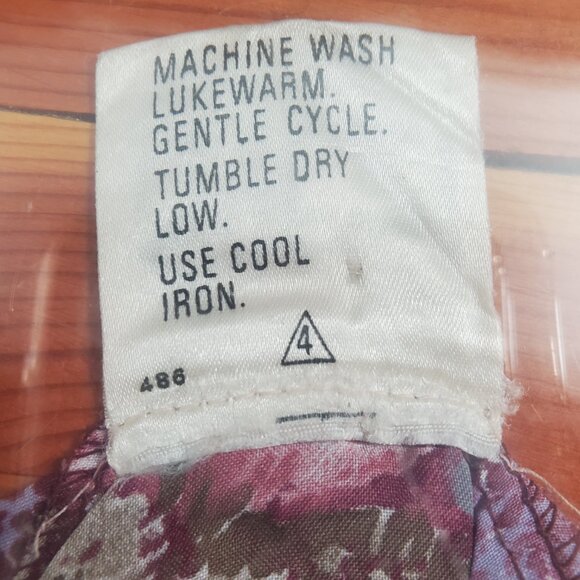 MACHINE WASH
LUKEWARM.
GENTLE CYCLE.
TUMBLE DRY
LOW.
USE COOL
IRON.
4
486